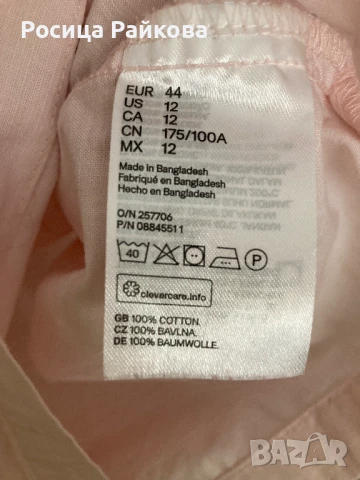 Росица Райкова
EUR 44
US 12
CA 12
CN 175/100A
MX 12
Made in Bangladesh
Fabriqué en Bangladesh
Hecho en Bangladesh
O/N 257706
P/N 08845511
40 P
clevercare.info
GB 100% COTTON.
CZ 100% BAVLNA.
DE 100% BAUMWOLLE.
BAZAR